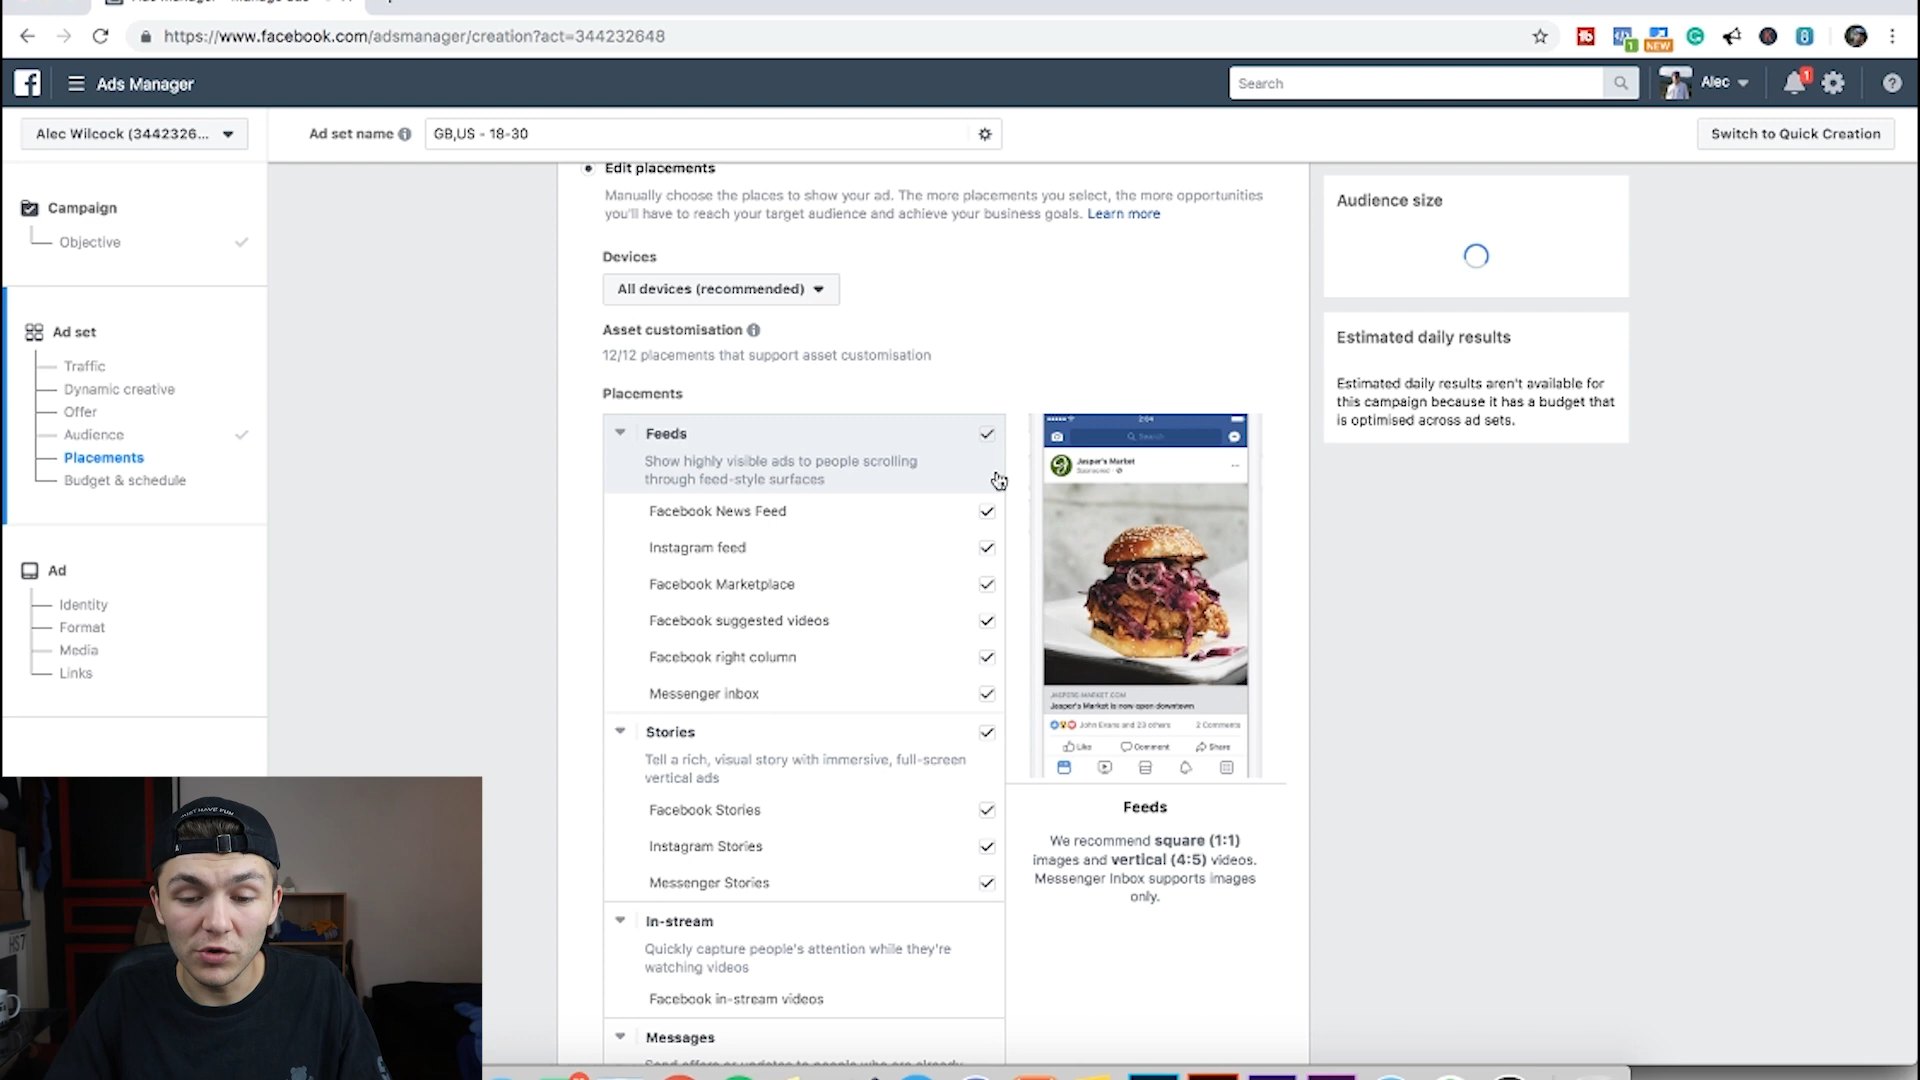 https://www.facebook.com/adsmanager/creation?act=344232648
NEW
1
Ads Manager
Search
Alec
1
Alec Wilcock (3442326...
Ad set name
GB,US - 18-30
Switch to Quick Creation
Campaign
Objective
Ad set
Traffic
Dynamic creative
Offer
Audience
Placements
Budget & schedule
Ad
Identity
Format
Media
Links
Edit placements
Manually choose the places to show your ad. The more placements you select, the more opportunities
you'll have to reach your target audience and achieve your business goals. Learn more
Devices
All devices (recommended)
Asset customisation
12/12 placements that support asset customisation
Placements
Feeds
Show highly visible ads to people scrolling
through feed-style surfaces
Facebook News Feed
Instagram feed
Facebook Marketplace
Facebook suggested videos
Facebook right column
Messenger inbox
Stories
Tell a rich, visual story with immersive, full-screen
vertical ads
Facebook Stories
Instagram Stories
Messenger Stories
In-stream
Quickly capture people's attention while they're
watching videos
Facebook in-stream videos
Messages
2:04
Search
Jasper's Market
Sponsored
JASPERS-MARKET.COM
Jasper's Market is now open downtown
John Evans and 23 others
2 Comments
Like
Comment
Share
Feeds
We recommend square (1:1)
images and vertical (4:5) videos.
Messenger Inbox supports images
only.
Audience size
Estimated daily results
Estimated daily results aren't available for
this campaign because it has a budget that
is optimised across ad sets.